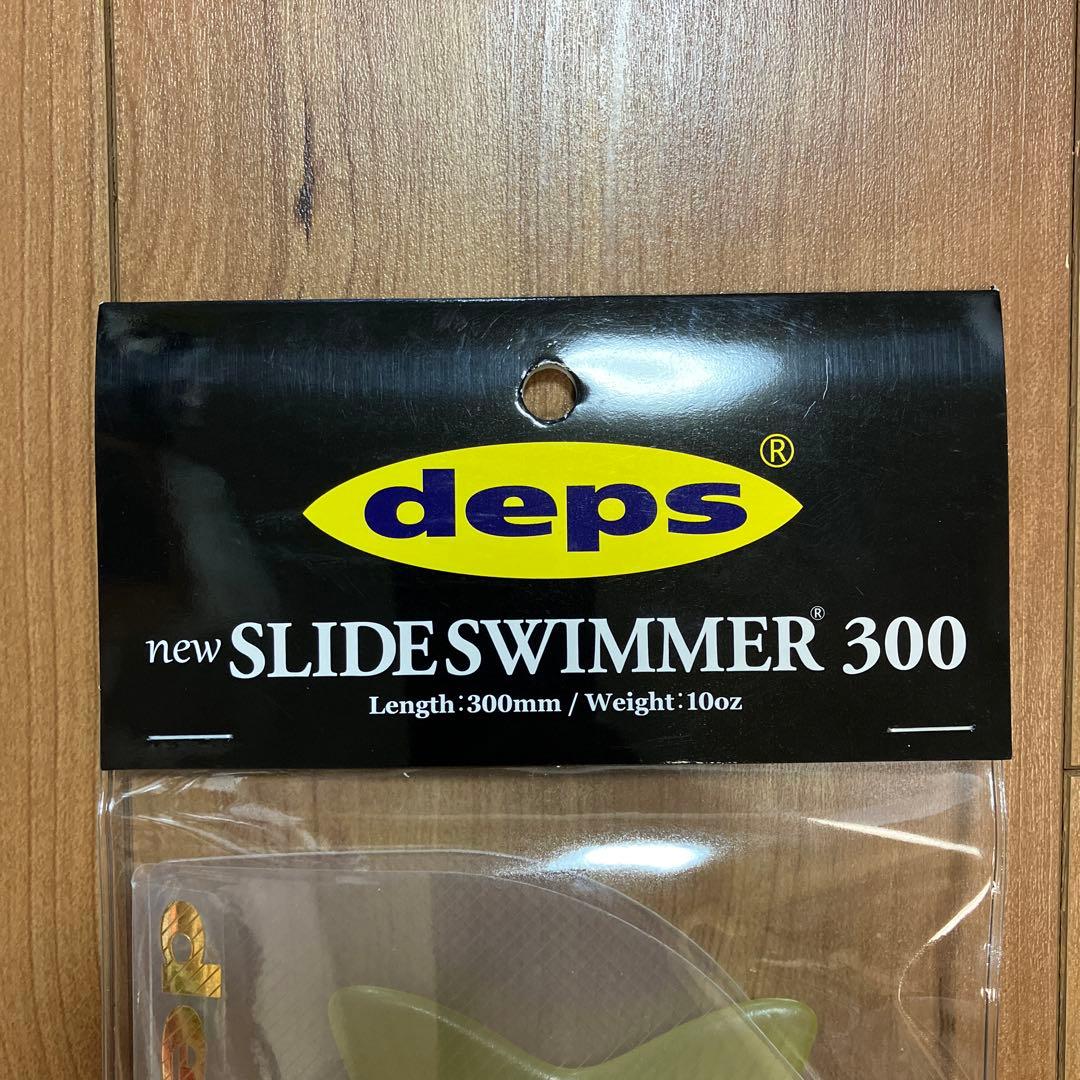 deps®
new SLIDE SWIMMER® 300
Length:300mm / Weight:10oz
d